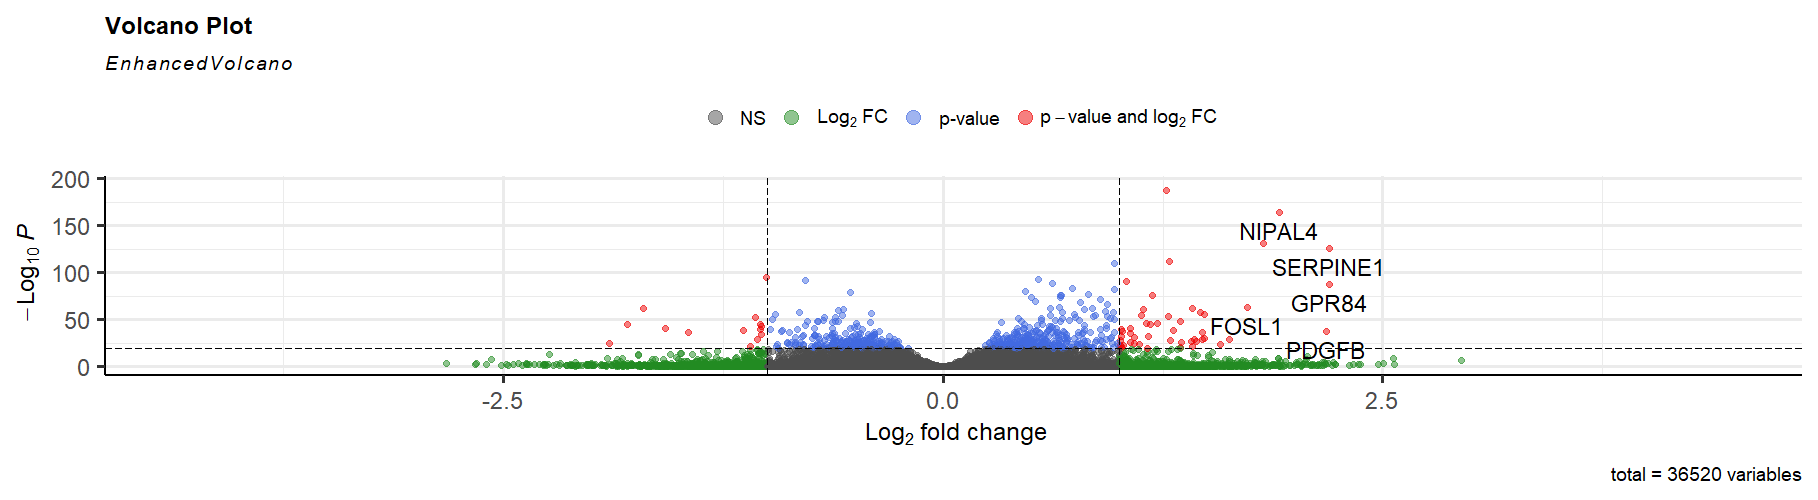 Volcano Plot
EnhancedVolcano
NS Log₂ FC p-value p − value and log₂ FC
200
150
100
50
0
−Log₁₀ P
NIPAL4
SERPINE1
GPR84
FOSL1
PDGFB
-2.5 0.0 2.5
Log₂ fold change
total = 36520 variables